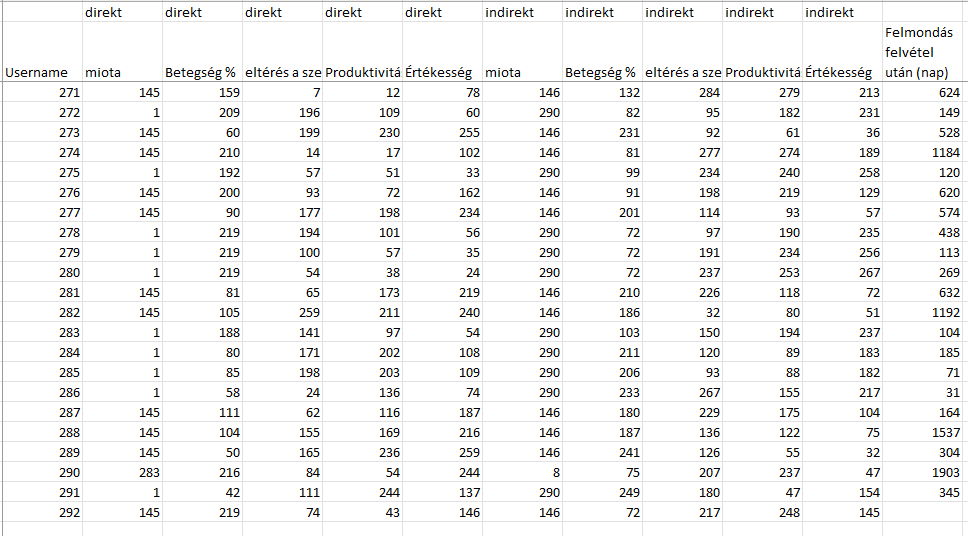 direkt direkt direkt direkt direkt indirekt indirekt indirekt indirekt indirekt
Felmondás
felvétel
Username miota Betegség % eltérés a sze Produktivitá Értékesség miota Betegség % eltérés a sze Produktivitá Értékesség után (nap)
271 145 159 7 12 78 146 132 284 279 213 624
272 1 209 196 109 60 290 82 95 182 231 149
273 145 60 199 230 255 146 231 92 61 36 528
274 145 210 14 17 102 146 81 277 274 189 1184
275 1 192 57 51 33 290 99 234 240 258 120
276 145 200 93 72 162 146 91 198 219 129 620
277 145 90 177 198 234 146 201 114 93 57 574
278 1 219 194 101 56 290 72 97 190 235 438
279 1 219 100 57 35 290 72 191 234 256 113
280 1 219 54 38 24 290 72 237 253 267 269
281 145 81 65 173 219 146 210 226 118 72 632
282 145 105 259 211 240 146 186 32 80 51 1192
283 1 188 141 97 54 290 103 150 194 237 104
284 1 80 171 202 108 290 211 120 89 183 185
285 1 85 198 203 109 290 206 93 88 182 71
286 1 58 24 136 74 290 233 267 155 217 31
287 145 111 62 116 187 146 180 229 175 104 164
288 145 104 155 169 216 146 187 136 122 75 1537
289 145 50 165 236 259 146 241 126 55 32 304
290 283 216 84 54 244 8 75 207 237 47 1903
291 1 42 111 244 137 290 249 180 47 154 345
292 145 219 74 43 146 146 72 217 248 145